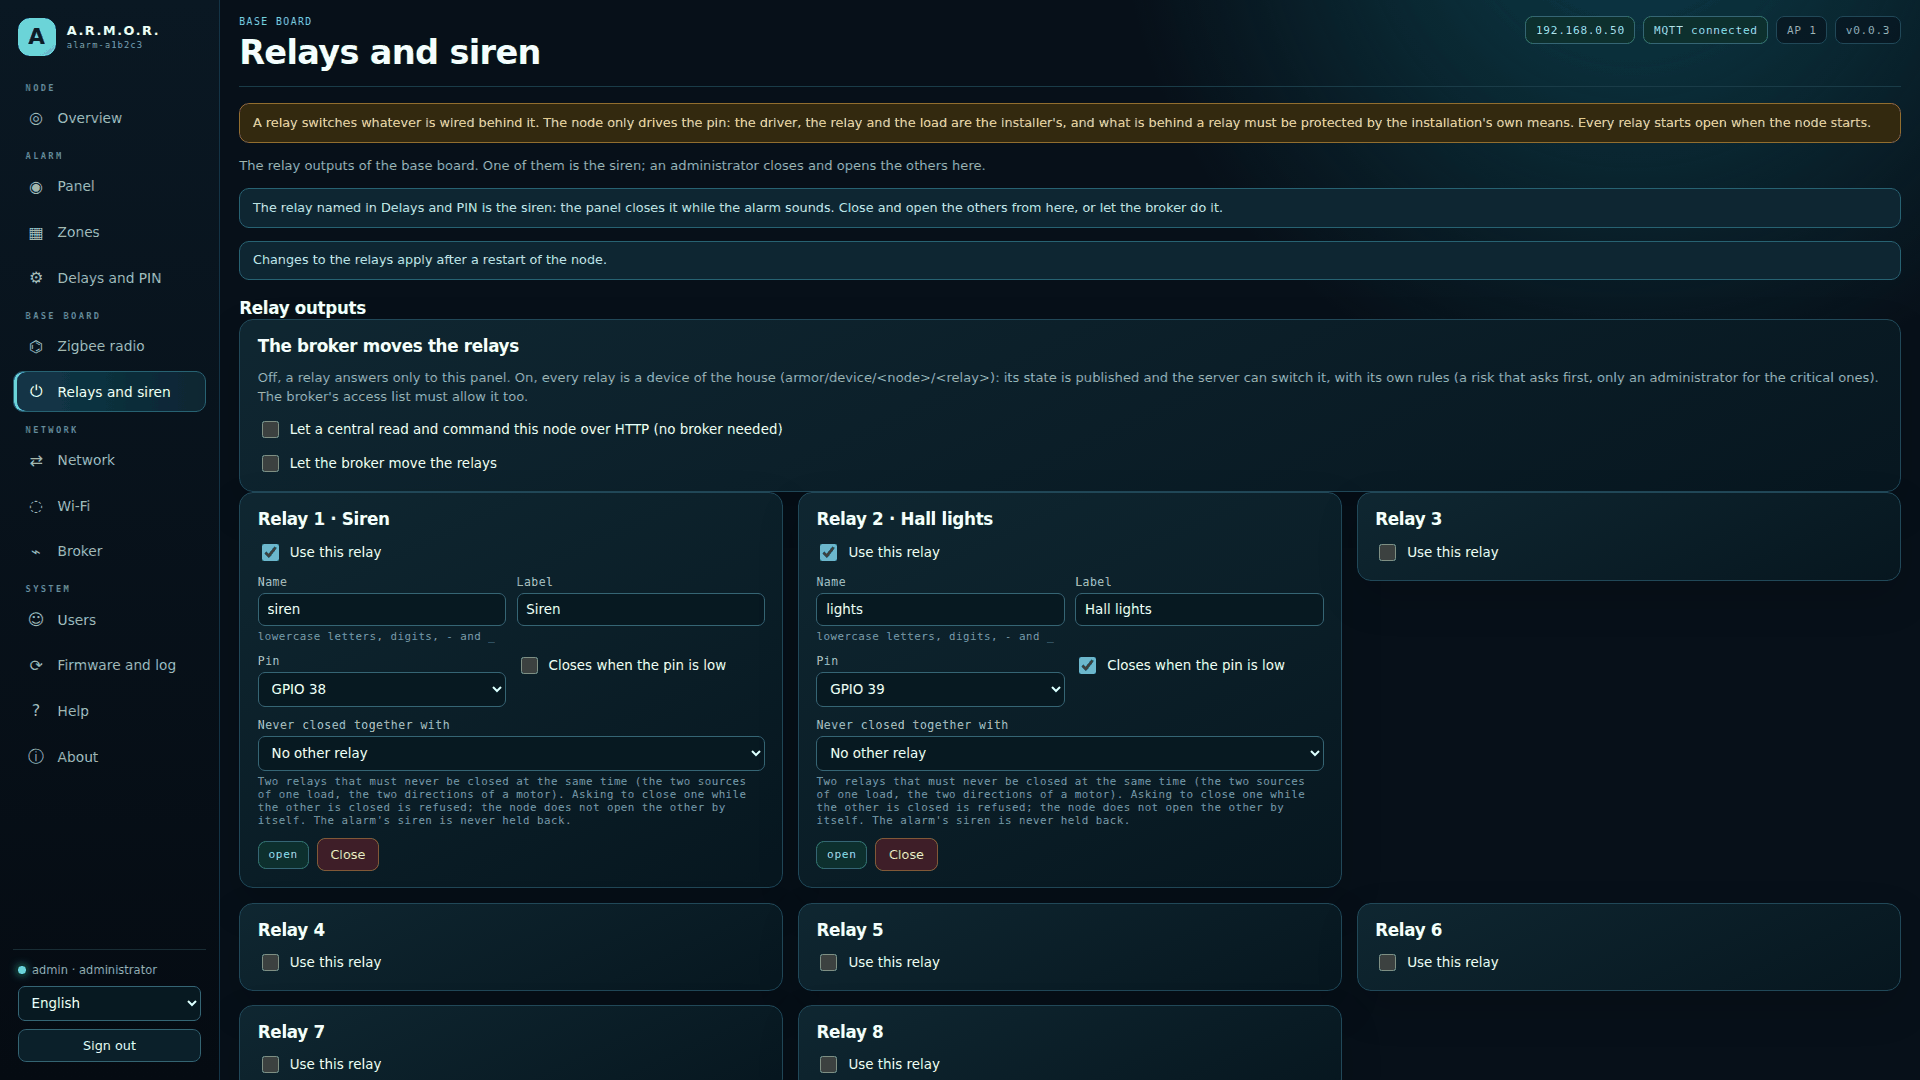 A
A.R.M.O.R.
alarm-a1b2c3
NODE
Overview
ALARM
Panel
Zones
Delays and PIN
BASE BOARD
Zigbee radio
Relays and siren
NETWORK
Network
Wi-Fi
Broker
SYSTEM
Users
Firmware and log
? Help
About
admin · administrator
English
Sign out
BASE BOARD
Relays and siren
192.168.0.50
MQTT connected
AP 1
v0.0.3
A relay switches whatever is wired behind it. The node only drives the pin: the driver, the relay and the load are the installer's, and what is behind a relay must be protected by the installation's own means. Every relay starts open when the node starts.
The relay outputs of the base board. One of them is the siren; an administrator closes and opens the others here.
The relay named in Delays and PIN is the siren: the panel closes it while the alarm sounds. Close and open the others from here, or let the broker do it.
Changes to the relays apply after a restart of the node.
Relay outputs
The broker moves the relays
Off, a relay answers only to this panel. On, every relay is a device of the house (armor/device/<node>/<relay>): its state is published and the server can switch it, with its own rules (a risk that asks first, only an administrator for the critical ones).
The broker's access list must allow it too.
Let a central read and command this node over HTTP (no broker needed)
Let the broker move the relays
Relay 1 · Siren
Use this relay
Name
Label
siren
Siren
lowercase letters, digits, - and _
Pin
Closes when the pin is low
GPIO 38
Never closed together with
No other relay
Two relays that must never be closed at the same time (the two sources
of one load, the two directions of a motor). Asking to close one while
the other is closed is refused; the node does not open the other by
itself. The alarm's siren is never held back.
open
Close
Relay 2 · Hall lights
Use this relay
Name
Label
lights
Hall lights
lowercase letters, digits, - and _
Pin
Closes when the pin is low
GPIO 39
Never closed together with
No other relay
Two relays that must never be closed at the same time (the two sources
of one load, the two directions of a motor). Asking to close one while
the other is closed is refused; the node does not open the other by
itself. The alarm's siren is never held back.
open
Close
Relay 3
Use this relay
Relay 4
Use this relay
Relay 5
Use this relay
Relay 6
Use this relay
Relay 7
Use this relay
Relay 8
Use this relay